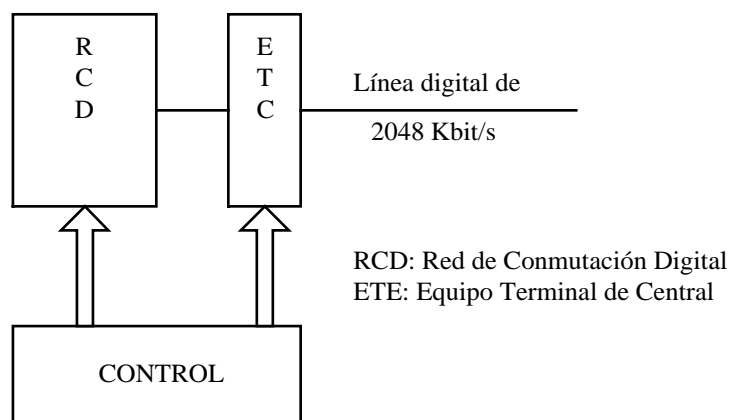 R
C
D
E
T
C
Línea digital de
2048 Kbit/s
RCD: Red de Conmutación Digital
ETE: Equipo Terminal de Central
CONTROL